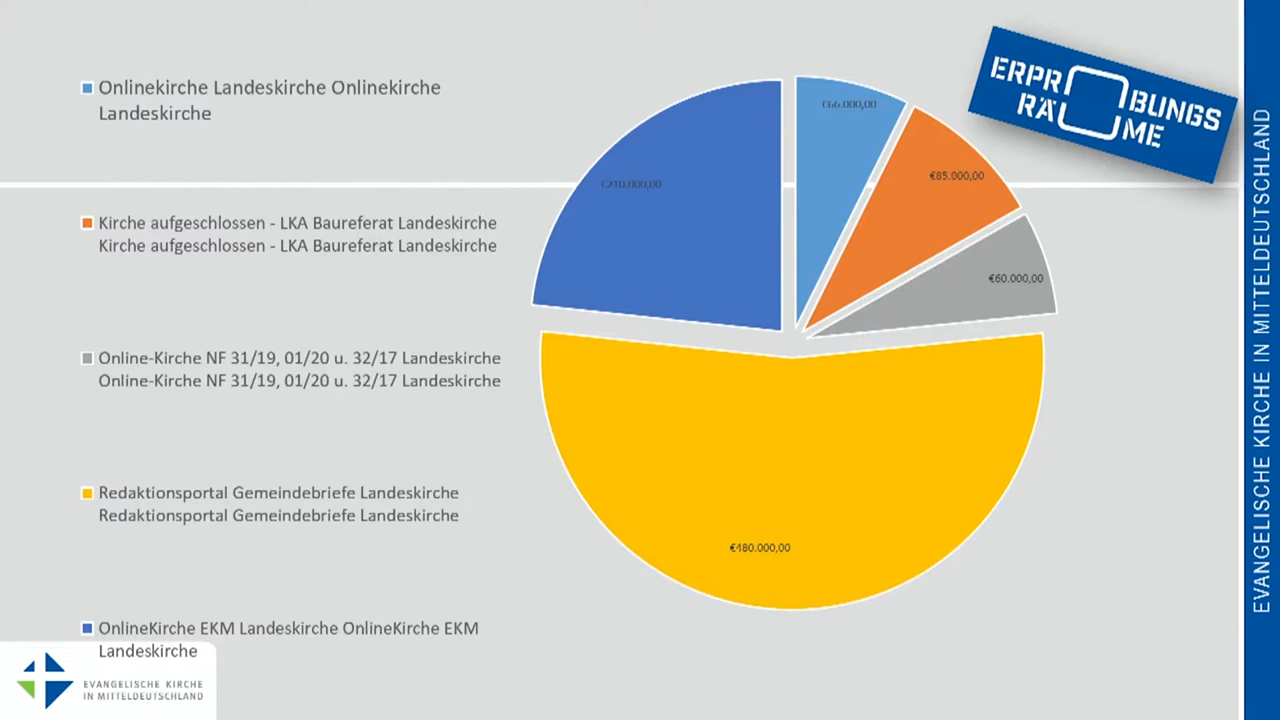 Onlinekirche Landeskirche Onlinekirche
Landeskirche
Kirche aufgeschlossen - LKA Baureferat Landeskirche
Kirche aufgeschlossen - LKA Baureferat Landeskirche
Online-Kirche NF 31/19, 01/20 u. 32/17 Landeskirche
Online-Kirche NF 31/19, 01/20 u. 32/17 Landeskirche
Redaktionsportal Gemeindebriefe Landeskirche
Redaktionsportal Gemeindebriefe Landeskirche
OnlineKirche EKM Landeskirche OnlineKirche EKM
Landeskirche
€66.000,00
€85.000,00
€60.000,00
€480.000,00
€210.000,00
ERPR BUNGS
RÄ ME
EVANGELISCHE KIRCHE IN MITTELDEUTSCHLAND
EVANGELISCHE KIRCHE
IN MITTELDEUTSCHLAND